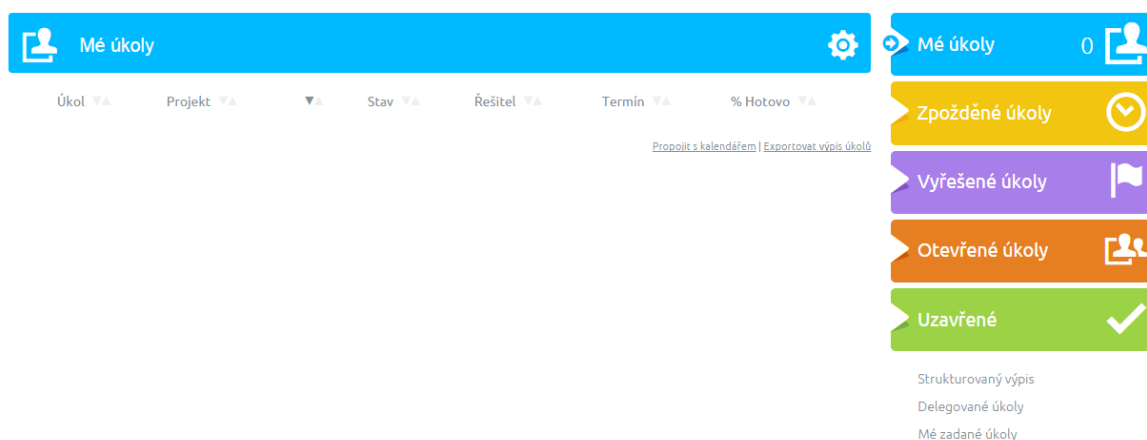 Mé úkoly
Úkol Projekt Stav Řešitel Termín % Hotovo
Propojit s kalendářem | Exportovat výpis úkolů
Mé úkoly 0
Zpožděné úkoly
Vyřešené úkoly
Otevřené úkoly
Uzavřené
Strukturovaný výpis
Delegované úkoly
Mé zadané úkoly